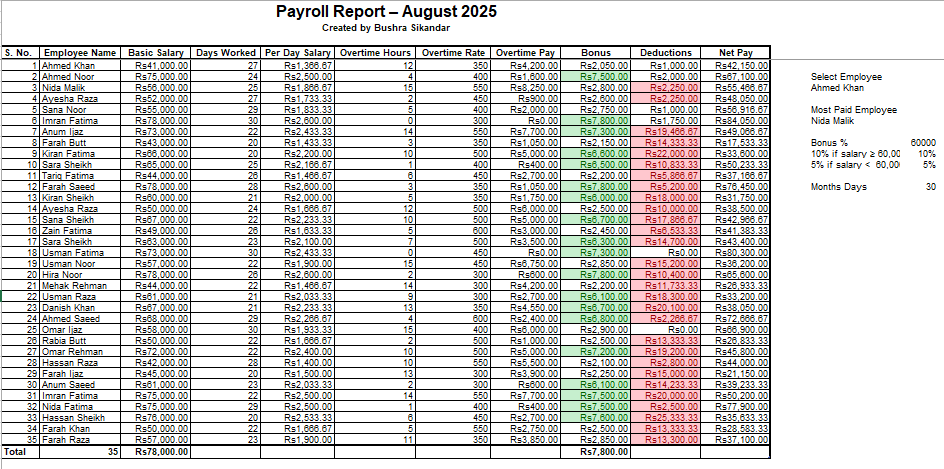 Payroll Report – August 2025
Created by Bushra Sikandar
S. No. Employee Name Basic Salary Days Worked Per Day Salary Overtime Hours Overtime Rate Overtime Pay Bonus Deductions Net Pay
1 Ahmed Khan Rs41,000.00 27 Rs1,366.67 12 350 Rs4,200.00 Rs2,050.00 Rs1,000.00 Rs42,150.00
2 Ahmed Noor Rs75,000.00 24 Rs2,500.00 4 400 Rs1,600.00 Rs7,500.00 Rs2,000.00 Rs67,100.00 Select Employee
3 Nida Malik Rs56,000.00 25 Rs1,866.67 15 550 Rs8,250.00 Rs2,800.00 Rs2,250.00 Rs55,466.67 Ahmed Khan
4 Ayesha Raza Rs52,000.00 27 Rs1,733.33 2 450 Rs900.00 Rs2,600.00 Rs2,250.00 Rs48,050.00
5 Sana Noor Rs55,000.00 29 Rs1,833.33 5 400 Rs2,000.00 Rs2,750.00 Rs1,000.00 Rs56,916.67 Most Paid Employee
6 Imran Fatima Rs78,000.00 30 Rs2,600.00 0 300 Rs0.00 Rs7,800.00 Rs1,750.00 Rs84,050.00 Nida Malik
7 Anum Ijaz Rs73,000.00 22 Rs2,433.33 14 550 Rs7,700.00 Rs7,300.00 Rs19,466.67 Rs49,066.67
8 Farah Butt Rs43,000.00 20 Rs1,433.33 3 350 Rs1,050.00 Rs2,150.00 Rs14,333.33 Rs17,533.33 Bonus % 60000
9 Kiran Fatima Rs66,000.00 20 Rs2,200.00 10 500 Rs5,000.00 Rs6,600.00 Rs22,000.00 Rs33,600.00 10% if salary ≥ 60,00 10%
10 Sara Sheikh Rs65,000.00 25 Rs2,166.67 1 400 Rs400.00 Rs6,500.00 Rs10,833.33 Rs50,233.33 5% if salary < 60,00 5%
11 Tariq Fatima Rs44,000.00 26 Rs1,466.67 6 450 Rs2,700.00 Rs2,200.00 Rs5,866.67 Rs37,166.67
12 Farah Saeed Rs78,000.00 28 Rs2,600.00 3 350 Rs1,050.00 Rs7,800.00 Rs5,200.00 Rs76,450.00 Months Days 30
13 Kiran Sheikh Rs60,000.00 21 Rs2,000.00 5 350 Rs1,750.00 Rs6,000.00 Rs18,000.00 Rs31,750.00
14 Ayesha Raza Rs50,000.00 24 Rs1,666.67 12 500 Rs6,000.00 Rs2,500.00 Rs10,000.00 Rs38,500.00
15 Sana Sheikh Rs67,000.00 22 Rs2,233.33 10 500 Rs5,000.00 Rs6,700.00 Rs17,866.67 Rs42,966.67
16 Zain Fatima Rs49,000.00 26 Rs1,633.33 5 600 Rs3,000.00 Rs2,450.00 Rs6,533.33 Rs41,383.33
17 Sara Sheikh Rs63,000.00 23 Rs2,100.00 7 500 Rs3,500.00 Rs6,300.00 Rs14,700.00 Rs43,400.00
18 Usman Fatima Rs73,000.00 30 Rs2,433.33 0 450 Rs0.00 Rs7,300.00 Rs0.00 Rs80,300.00
19 Usman Noor Rs57,000.00 22 Rs1,900.00 15 450 Rs6,750.00 Rs2,850.00 Rs15,200.00 Rs36,200.00
20 Hira Noor Rs78,000.00 26 Rs2,600.00 2 300 Rs600.00 Rs7,800.00 Rs10,400.00 Rs65,600.00
21 Mehak Rehman Rs44,000.00 22 Rs1,466.67 14 300 Rs4,200.00 Rs2,200.00 Rs11,733.33 Rs26,933.33
22 Usman Raza Rs61,000.00 21 Rs2,033.33 9 300 Rs2,700.00 Rs6,100.00 Rs18,300.00 Rs33,200.00
23 Danish Khan Rs67,000.00 21 Rs2,233.33 13 350 Rs4,550.00 Rs6,700.00 Rs20,100.00 Rs38,050.00
24 Ahmed Saeed Rs68,000.00 29 Rs2,266.67 4 600 Rs2,400.00 Rs6,800.00 Rs2,266.67 Rs72,666.67
25 Omar Ijaz Rs58,000.00 30 Rs1,933.33 15 400 Rs6,000.00 Rs2,900.00 Rs0.00 Rs66,900.00
26 Rabia Butt Rs50,000.00 22 Rs1,666.67 2 500 Rs1,000.00 Rs2,500.00 Rs13,333.33 Rs26,833.33
27 Omar Rehman Rs72,000.00 22 Rs2,400.00 10 500 Rs5,000.00 Rs7,200.00 Rs19,200.00 Rs45,800.00
28 Hassan Raza Rs42,000.00 28 Rs1,400.00 10 550 Rs5,500.00 Rs2,100.00 Rs2,800.00 Rs44,000.00
29 Farah Ijaz Rs45,000.00 20 Rs1,500.00 13 300 Rs3,900.00 Rs2,250.00 Rs15,000.00 Rs21,150.00
30 Anum Saeed Rs61,000.00 23 Rs2,033.33 2 300 Rs600.00 Rs6,100.00 Rs14,233.33 Rs39,233.33
31 Imran Fatima Rs75,000.00 22 Rs2,500.00 14 550 Rs7,700.00 Rs7,500.00 Rs20,000.00 Rs50,200.00
32 Nida Fatima Rs75,000.00 29 Rs2,500.00 1 400 Rs400.00 Rs7,500.00 Rs2,500.00 Rs77,900.00
33 Hassan Sheikh Rs76,000.00 20 Rs2,533.33 6 450 Rs2,700.00 Rs7,600.00 Rs25,333.33 Rs35,633.33
34 Farah Khan Rs50,000.00 22 Rs1,666.67 5 550 Rs2,750.00 Rs2,500.00 Rs13,333.33 Rs28,583.33
35 Farah Raza Rs57,000.00 23 Rs1,900.00 11 350 Rs3,850.00 Rs2,850.00 Rs13,300.00 Rs37,100.00
Total 35 Rs78,000.00 Rs7,800.00